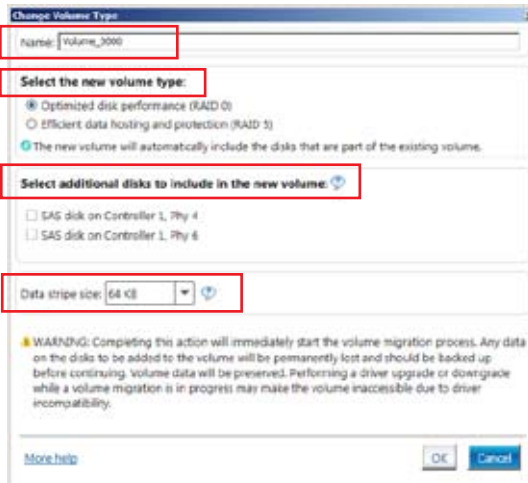 Change Volume Type
Name: Volume_3000
Select the new volume type:
Optimized disk performance (RAID 0)
Efficient data hosting and protection (RAID 5)
The new volume will automatically include the disks that are part of the existing volume.
Select additional disks to include in the new volume: ?
SAS disk on Controller 1, Phy 4
SAS disk on Controller 1, Phy 6
Data stripe size: 64 KB ?
WARNING: Completing this action will immediately start the volume migration process. Any data
on the disks to be added to the volume will be permanently lost and should be backed up
before continuing. Volume data will be preserved. Performing a driver upgrade or downgrade
while a volume migration is in progress may make the volume inaccessible due to driver
incompatibility.
More help
OK
Cancel